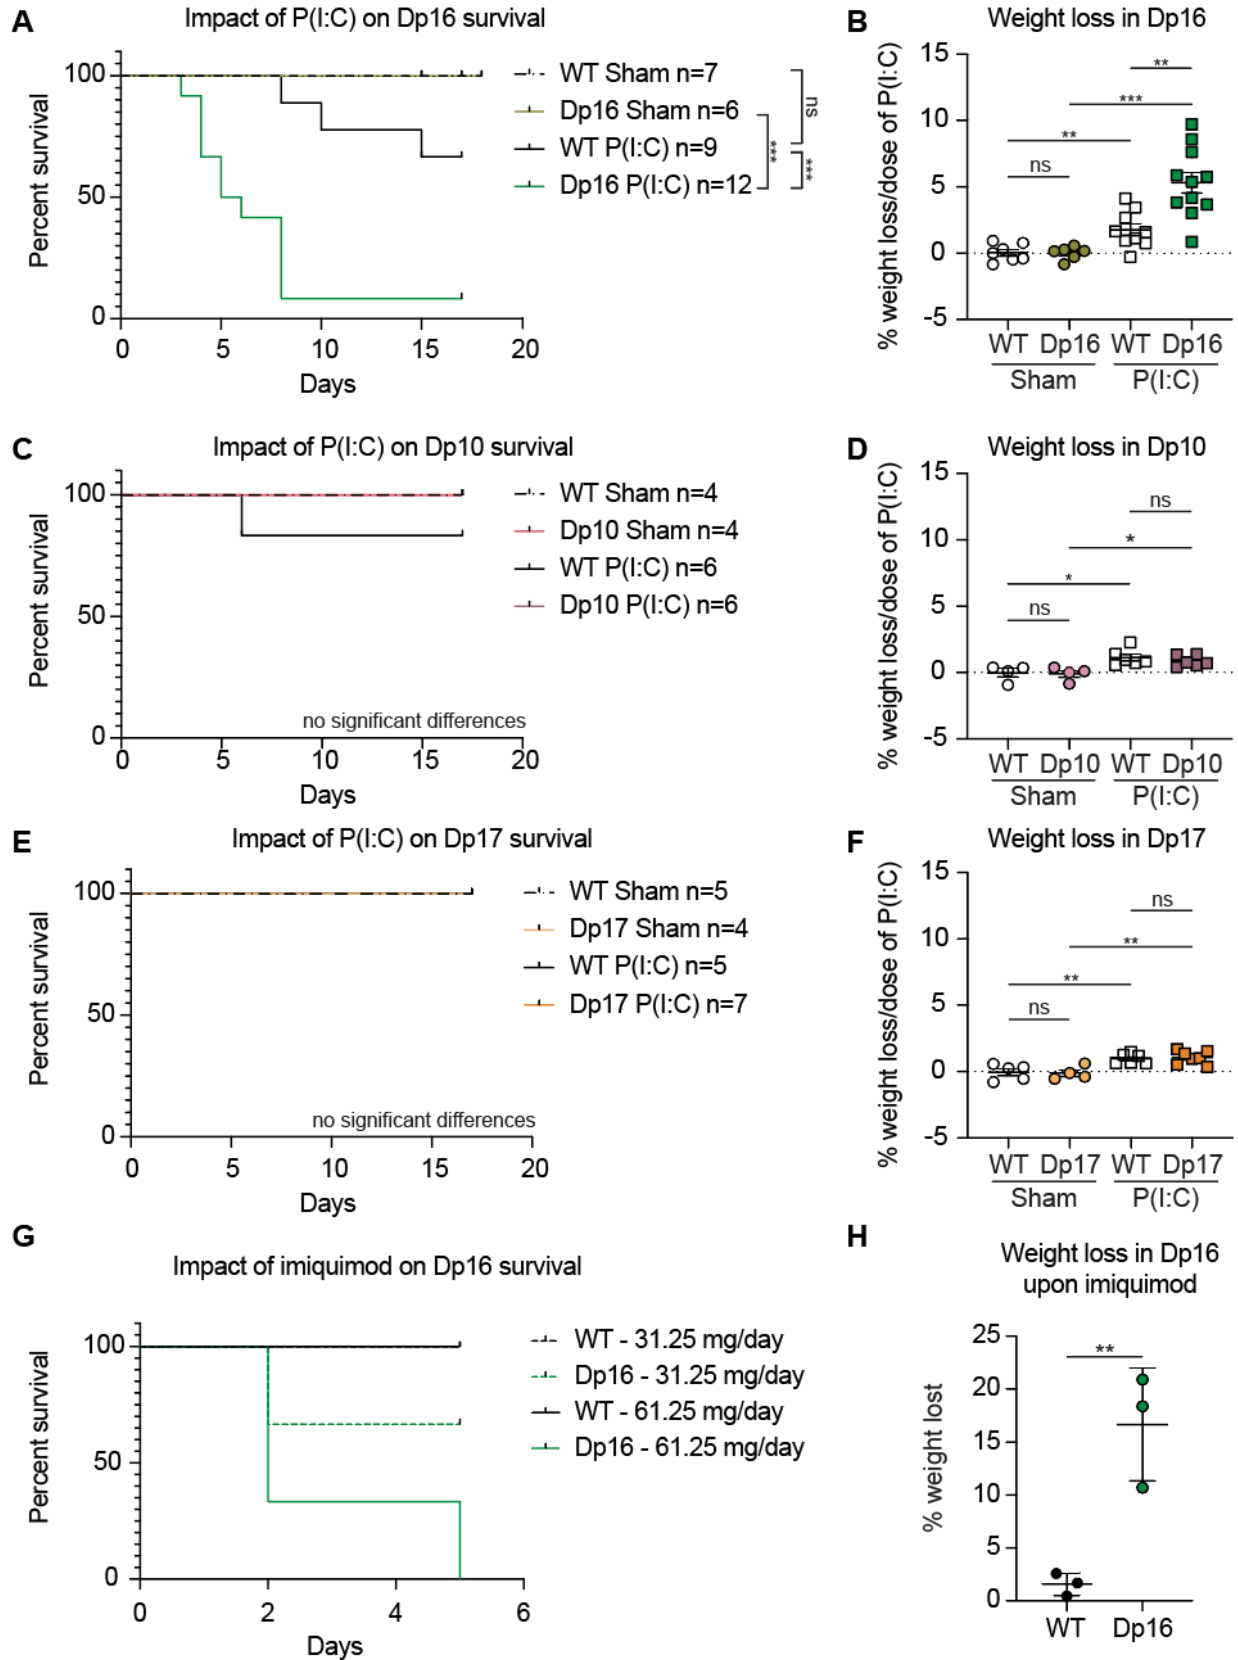 A
Impact of P(I:C) on Dp16 survival
Percent survival
100
50
0
0 5 10 15 20
Days
WT Sham n=7
Dp16 Sham n=6
WT P(I:C) n=9
Dp16 P(I:C) n=12
ns
***
***
B
Weight loss in Dp16
% weight loss/dose of P(I:C)
15
10
5
0
-5
**
***
**
ns
WT Dp16 WT Dp16
Sham P(I:C)
C
Impact of P(I:C) on Dp10 survival
Percent survival
100
50
0
0 5 10 15 20
Days
WT Sham n=4
Dp10 Sham n=4
WT P(I:C) n=6
Dp10 P(I:C) n=6
no significant differences
D
Weight loss in Dp10
% weight loss/dose of P(I:C)
15
10
5
0
-5
ns
*
*
ns
WT Dp10 WT Dp10
Sham P(I:C)
E
Impact of P(I:C) on Dp17 survival
Percent survival
100
50
0
0 5 10 15 20
Days
WT Sham n=5
Dp17 Sham n=4
WT P(I:C) n=5
Dp17 P(I:C) n=7
no significant differences
F
Weight loss in Dp17
% weight loss/dose of P(I:C)
15
10
5
0
-5
ns
**
**
ns
WT Dp17 WT Dp17
Sham P(I:C)
G
Impact of imiquimod on Dp16 survival
Percent survival
100
50
0
0 2 4 6
Days
WT - 31.25 mg/day
Dp16 - 31.25 mg/day
WT - 61.25 mg/day
Dp16 - 61.25 mg/day
H
Weight loss in Dp16
upon imiquimod
% weight lost
25
20
15
10
5
0
**
WT Dp16